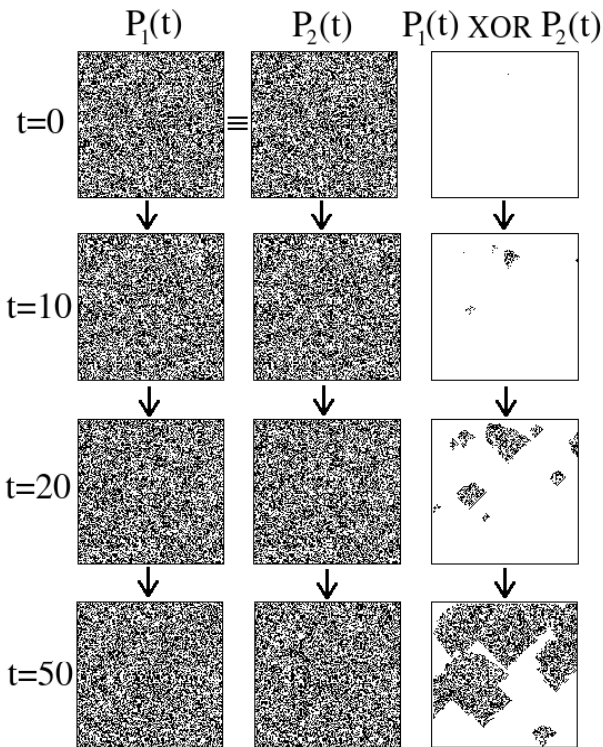 P₁(t) P₂(t) P₁(t) XOR P₂(t)
t=0 ≡
t=10
t=20
t=50